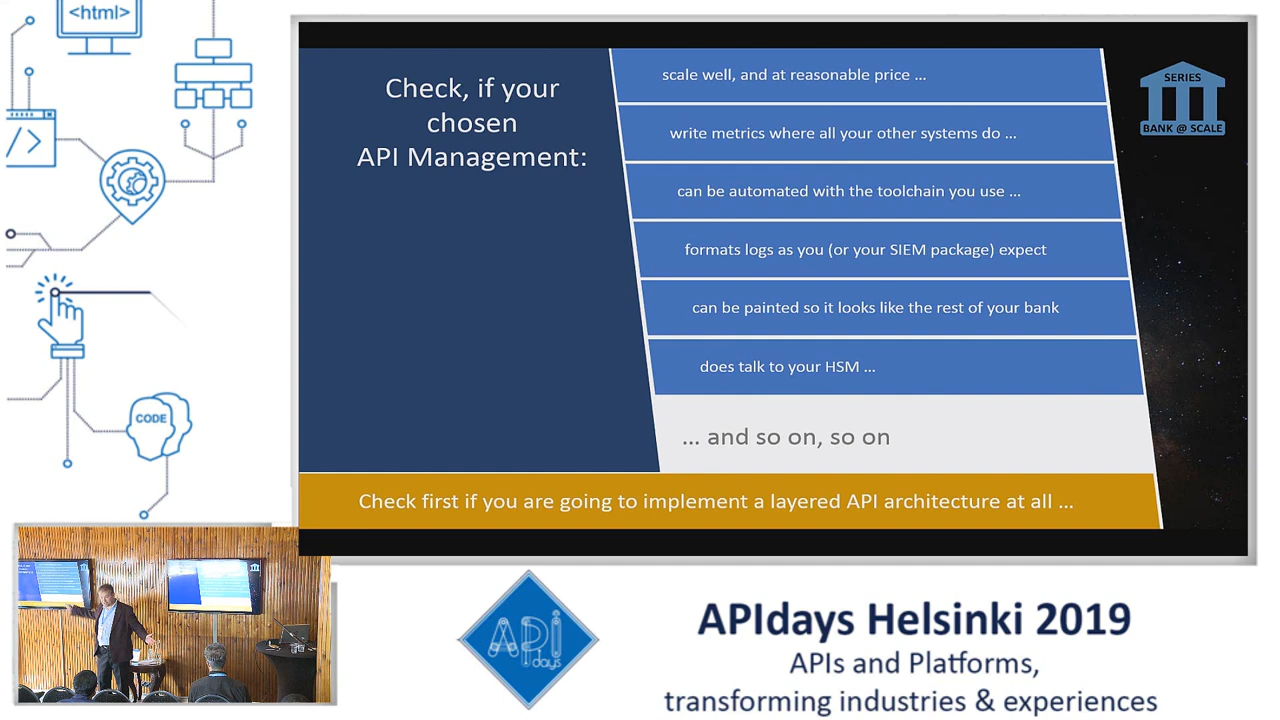 <html>
</>
CODE
Check, if your
chosen
API Management:
scale well, and at reasonable price ...
write metrics where all your other systems do ...
can be automated with the toolchain you use ...
formats logs as you (or your SIEM package) expect
can be painted so it looks like the rest of your bank
does talk to your HSM ...
... and so on, so on
Check first if you are going to implement a layered API architecture at all ...
SERIES
BANK @ SCALE
API
days
APIdays Helsinki 2019
APIs and Platforms,
transforming industries & experiences